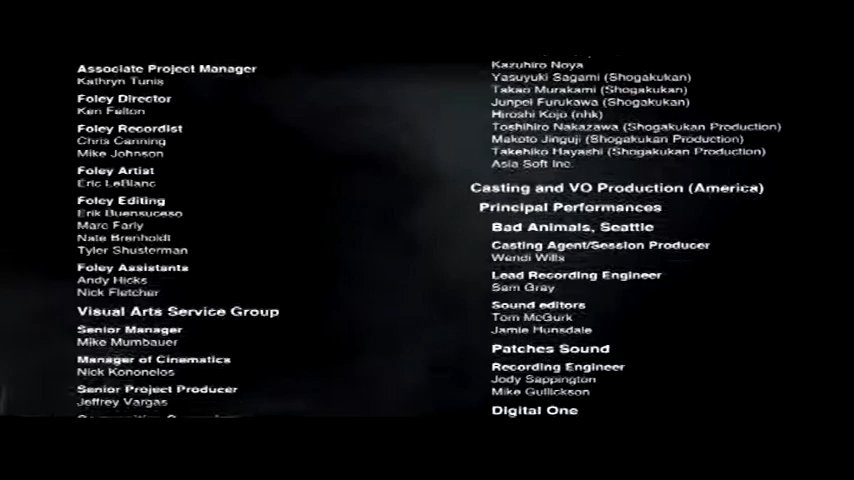 Associate Project Manager
Kathryn Tunis
Foley Director
Ken Felton
Foley Recordist
Chris Canning
Mike Johnson
Foley Artist
Eric LeBlanc
Foley Editing
Erik Buensuceso
Marc Farly
Nate Brenholdt
Tyler Shusterman
Foley Assistants
Andy Hicks
Nick Fletcher
Visual Arts Service Group
Senior Manager
Mike Mumbauer
Manager of Cinematics
Nick Kononelos
Senior Project Producer
Jeffrey Vargas
Kazuhiro Noya
Yasuyuki Sagami (Shogakukan)
Takao Murakami (Shogakukan)
Junpei Furukawa (Shogakukan)
Hiroshi Kojo (nhk)
Toshihiro Nakazawa (Shogakukan Production)
Makoto Jinguji (Shogakukan Production)
Takehiko Hayashi (Shogakukan Production)
Asia Soft Inc.
Casting and VO Production (America)
Principal Performances
Bad Animals, Seattle
Casting Agent/Session Producer
Wendi Wills
Lead Recording Engineer
Sam Gray
Sound editors
Tom McGurk
Jamie Hunsdale
Patches Sound
Recording Engineer
Jody Sappington
Mike Gullickson
Digital One